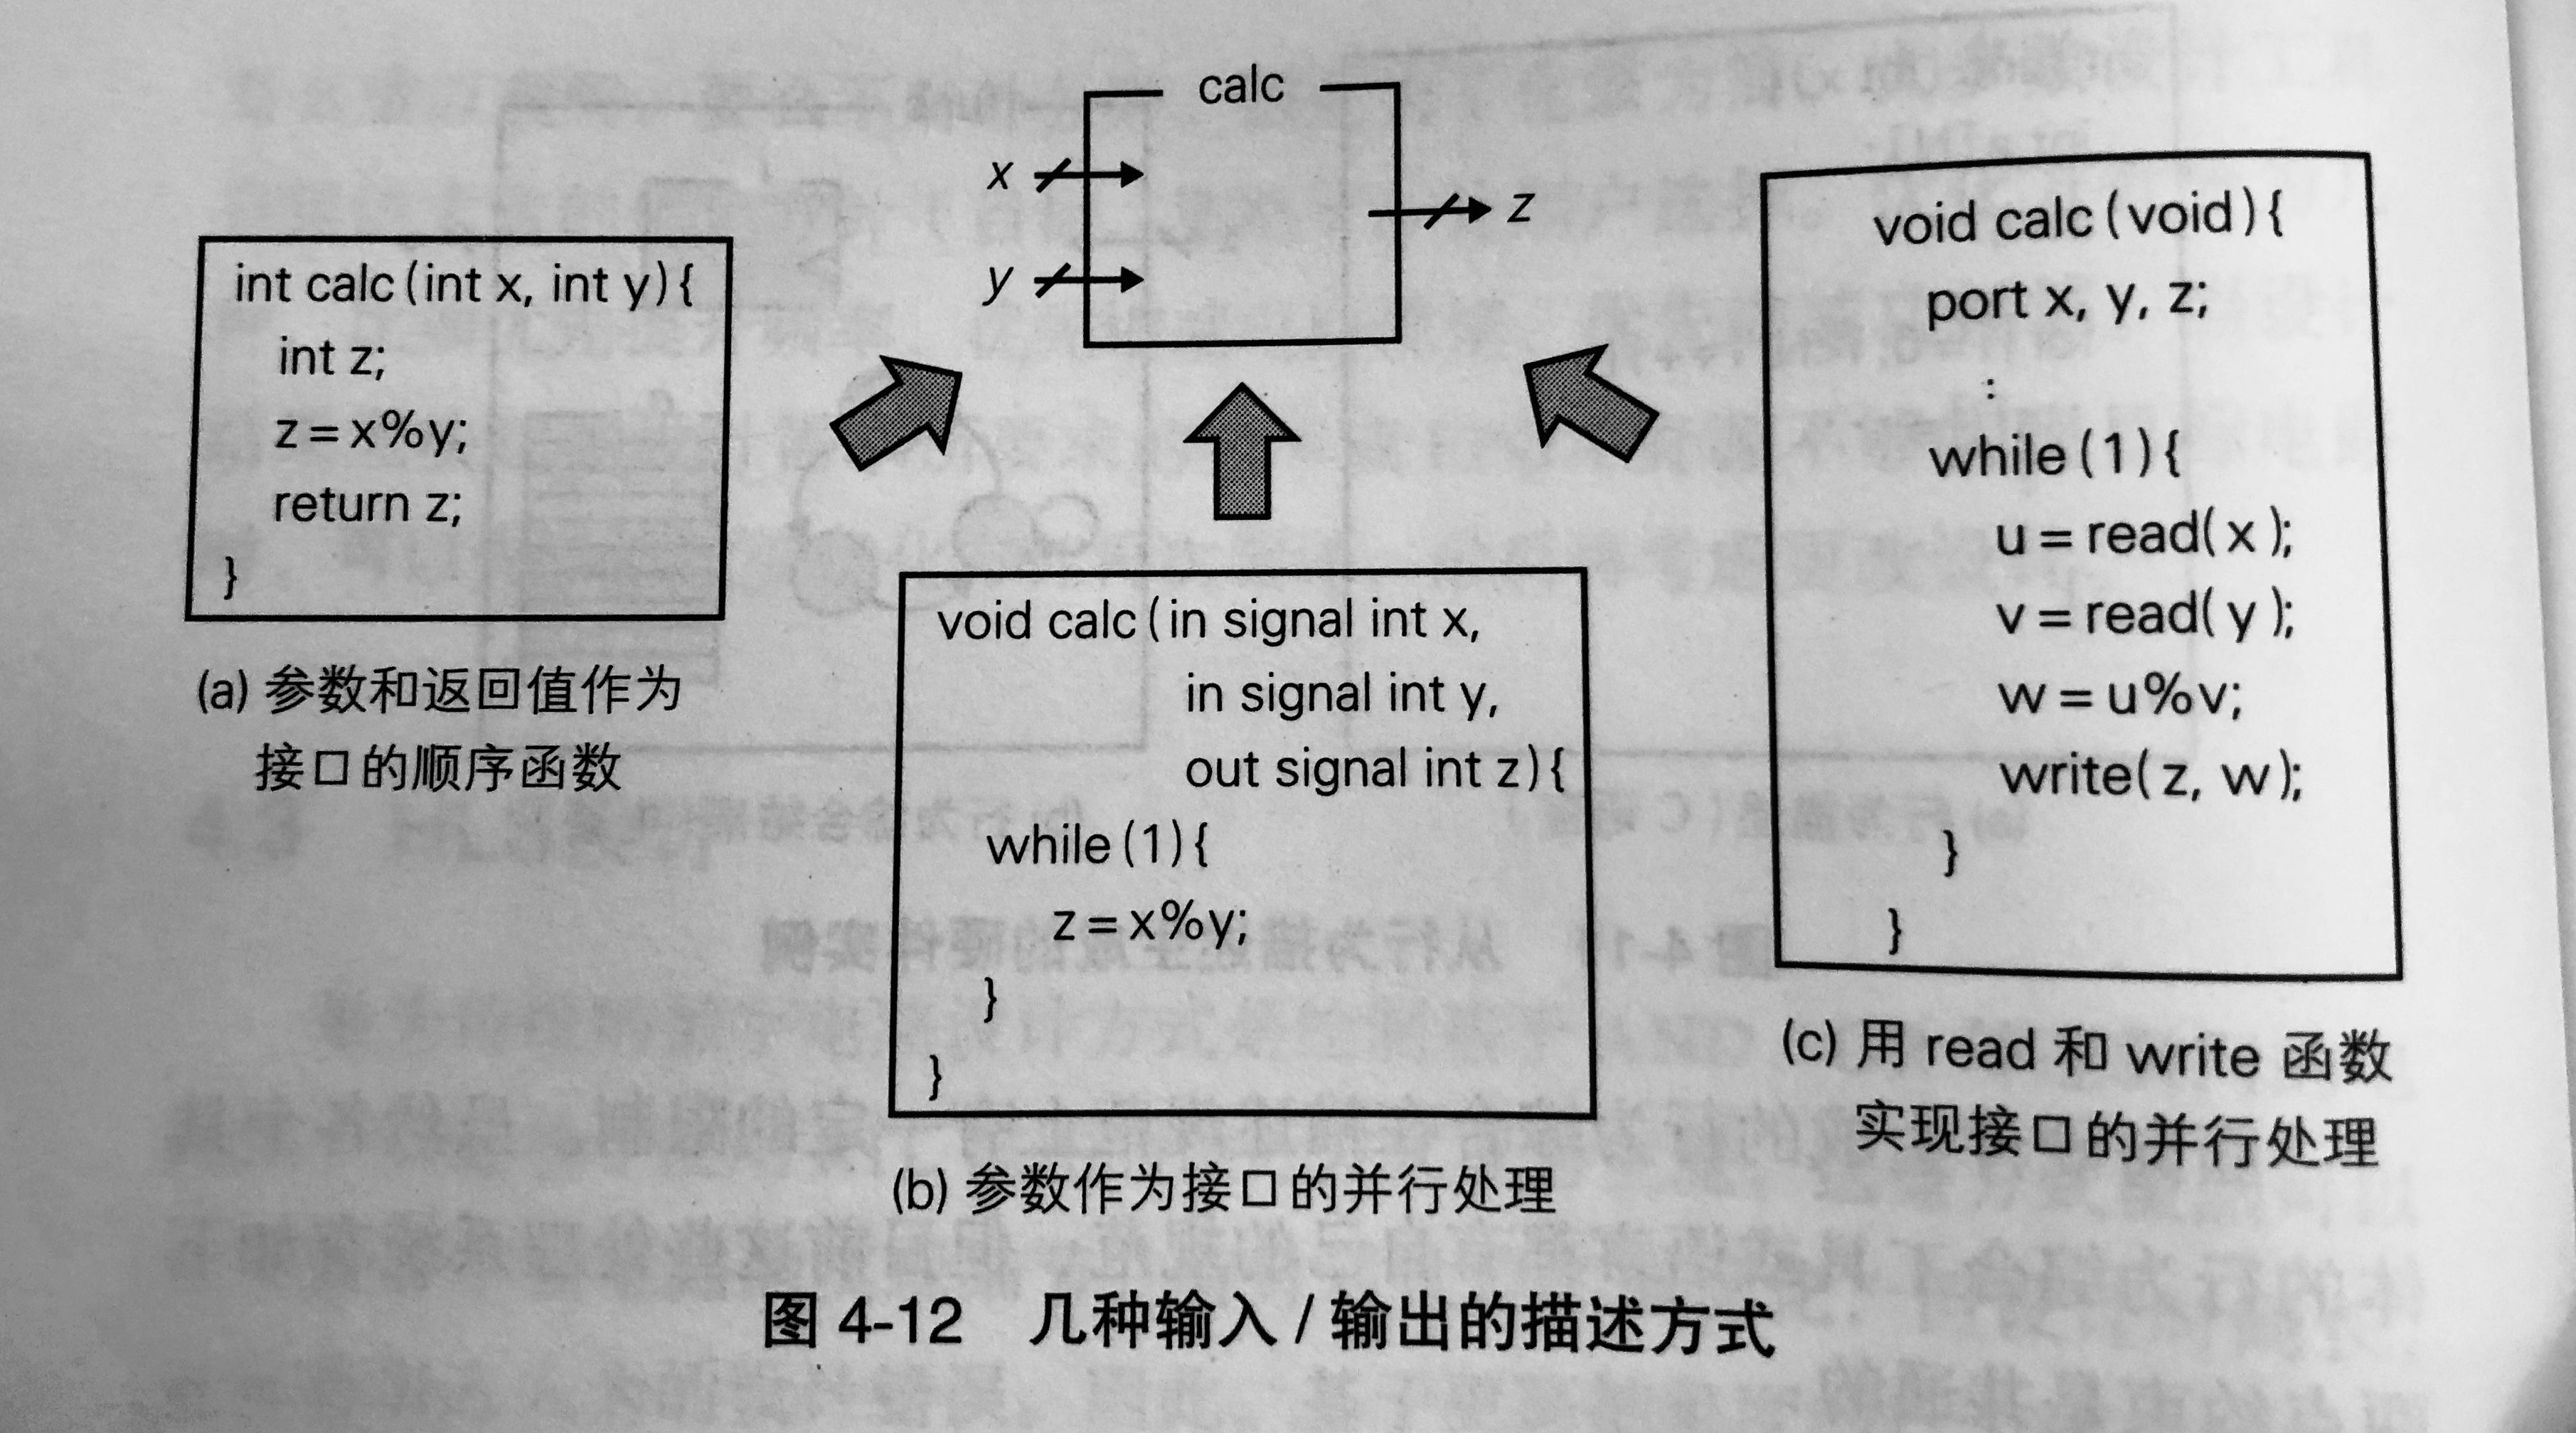 calc
x
y
z
int calc(int x, int y){
int z;
z=x%y;
return z;
}
(a) 参数和返回值作为
接口的顺序函数
void calc(in signal int x,
in signal int y,
out signal int z){
while(1){
z=x%y;
}
}
(b) 参数作为接口的并行处理
void calc(void){
port x, y, z;
:
while(1){
u=read( x );
v=read( y );
w=u%v;
write( z, w );
}
}
(c) 用 read 和 write 函数
实现接口的并行处理
图 4-12 几种输入 / 输出的描述方式